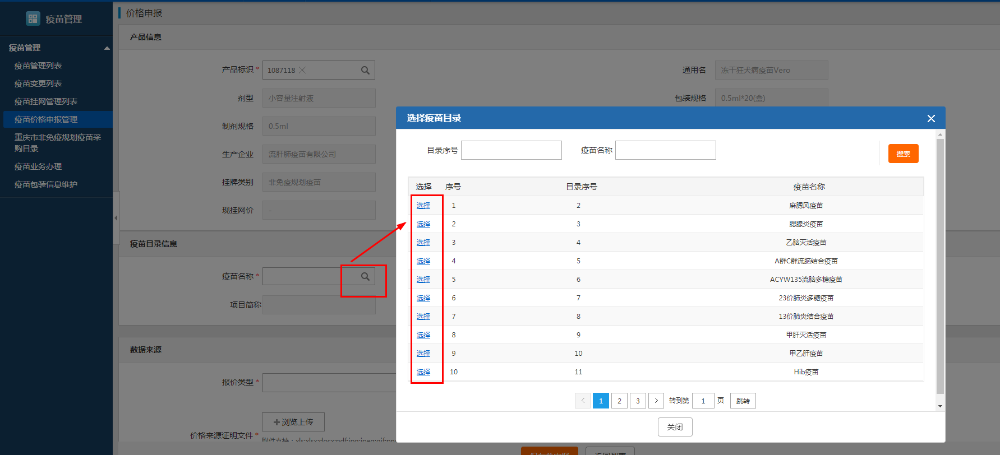 疫苗管理
疫苗管理
疫苗管理列表
疫苗变更列表
疫苗挂网管理列表
疫苗价格申报管理
重庆市非免疫规划疫苗采
购目录
疫苗业务办理
疫苗包装信息维护
价格申报
产品信息
产品标识 * 1087118
通用名 冻干狂犬病疫苗Vero
剂型 小容量注射液
包装规格 0.5ml*20(盒)
制剂规格 0.5ml
生产企业 流肝肺疫苗有限公司
挂牌类别 非免疫规划疫苗
现挂网价 -
疫苗目录信息
疫苗名称 *
项目简称
数据来源
报价类型 *
浏览上传
价格来源证明文件 *
附件支持：xls;xlsx;docx;pdf;jpg;jpeg;gif;png
保存并申报 返回列表
选择疫苗目录
目录序号 疫苗名称 搜索
选择 序号 目录序号 疫苗名称
选择 1 2 麻腮风疫苗
选择 2 3 腮腺炎疫苗
选择 3 4 乙脑灭活疫苗
选择 4 5 A群C群流脑结合疫苗
选择 5 6 ACYW135流脑多糖疫苗
选择 6 7 23价肺炎多糖疫苗
选择 7 8 13价肺炎结合疫苗
选择 8 9 甲肝灭活疫苗
选择 9 10 甲乙肝疫苗
选择 10 11 Hib疫苗
< 1 2 3 > 转到第 1 页 跳转
关闭